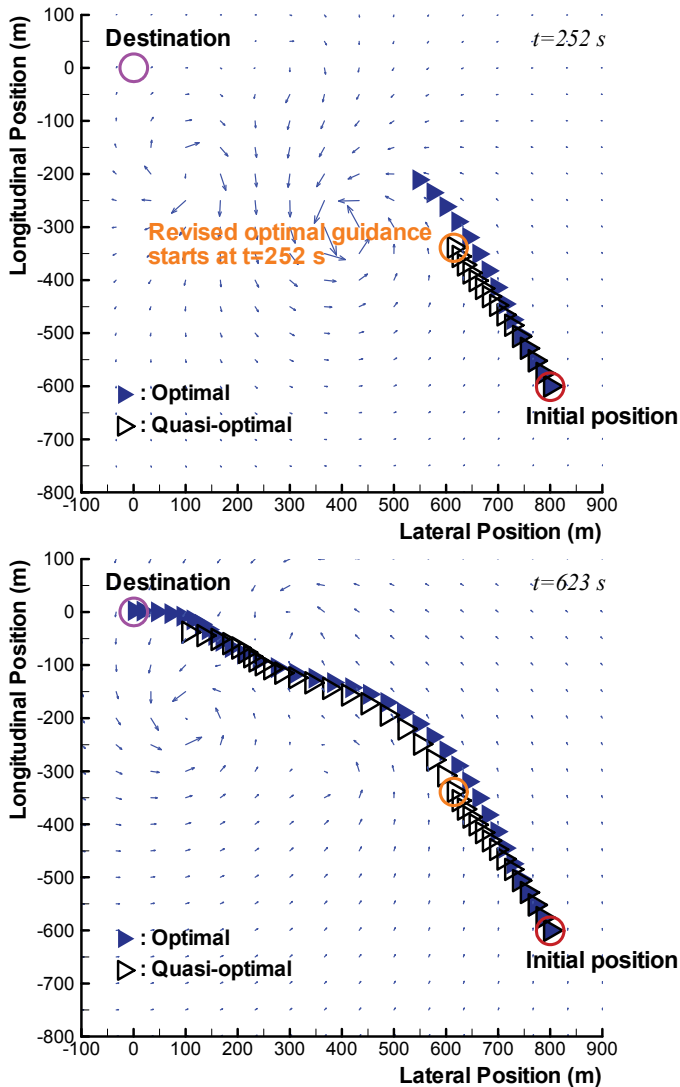 100
Destination
t=252 s
0
-100
-200
Revised optimal guidance
starts at t=252 s
-300
-400
-500
-600
: Optimal
: Quasi-optimal
Initial position
-700
-800
-100 0 100 200 300 400 500 600 700 800 900
Lateral Position (m)
Longitudinal Position (m)
100
Destination
t=623 s
0
-100
-200
-300
-400
-500
-600
: Optimal
: Quasi-optimal
Initial position
-700
-800
-100 0 100 200 300 400 500 600 700 800 900
Lateral Position (m)
Longitudinal Position (m)